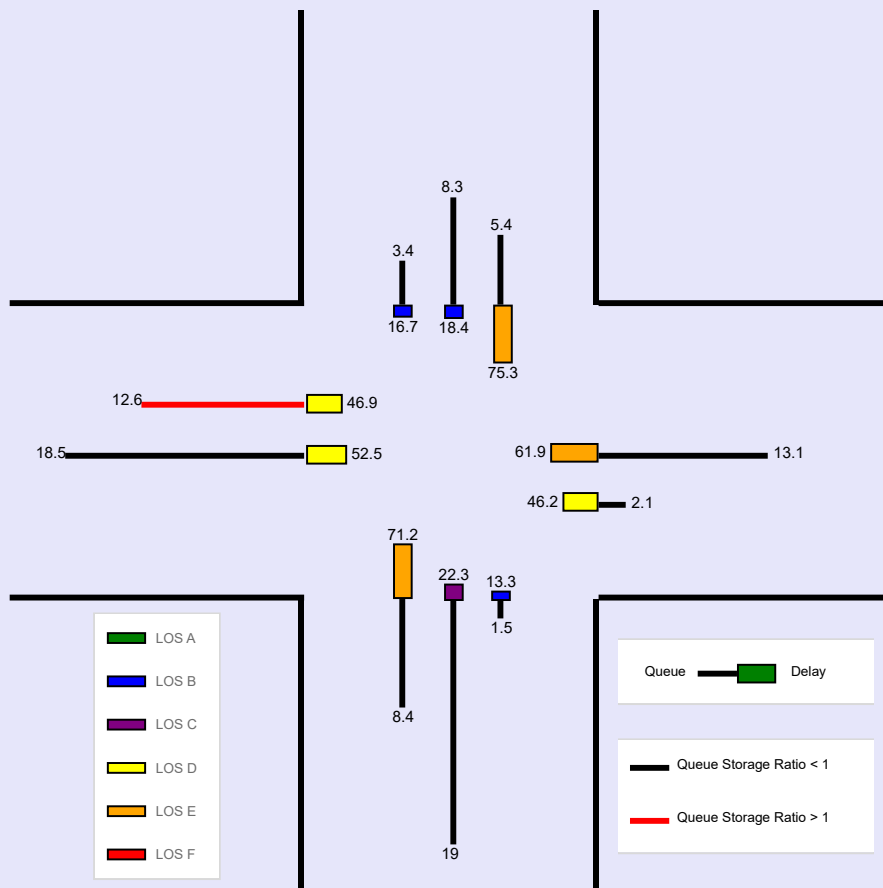 8.3
5.4
3.4
16.7
18.4
75.3
12.6
46.9
18.5
52.5
61.9
13.1
46.2
2.1
71.2
22.3
13.3
1.5
8.4
19
LOS A
LOS B
LOS C
LOS D
LOS E
LOS F
Queue
Delay
Queue Storage Ratio < 1
Queue Storage Ratio > 1